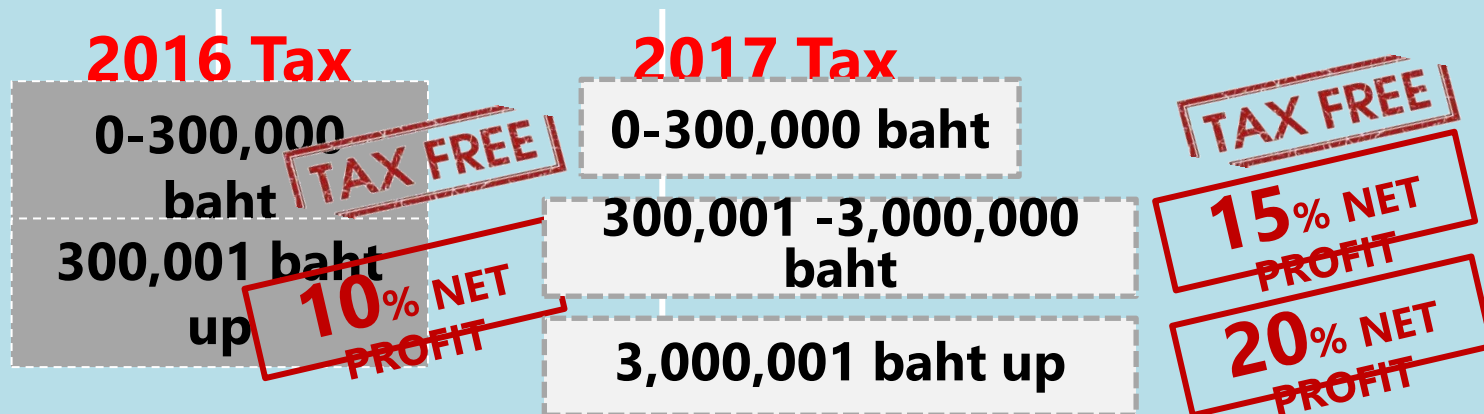 2016 Tax
0-300,000
baht
TAX FREE
300,001 baht
up
10% NET
PROFIT
2017 Tax
0-300,000 baht
TAX FREE
300,001 -3,000,000
baht
15% NET
PROFIT
3,000,001 baht up
20% NET
PROFIT